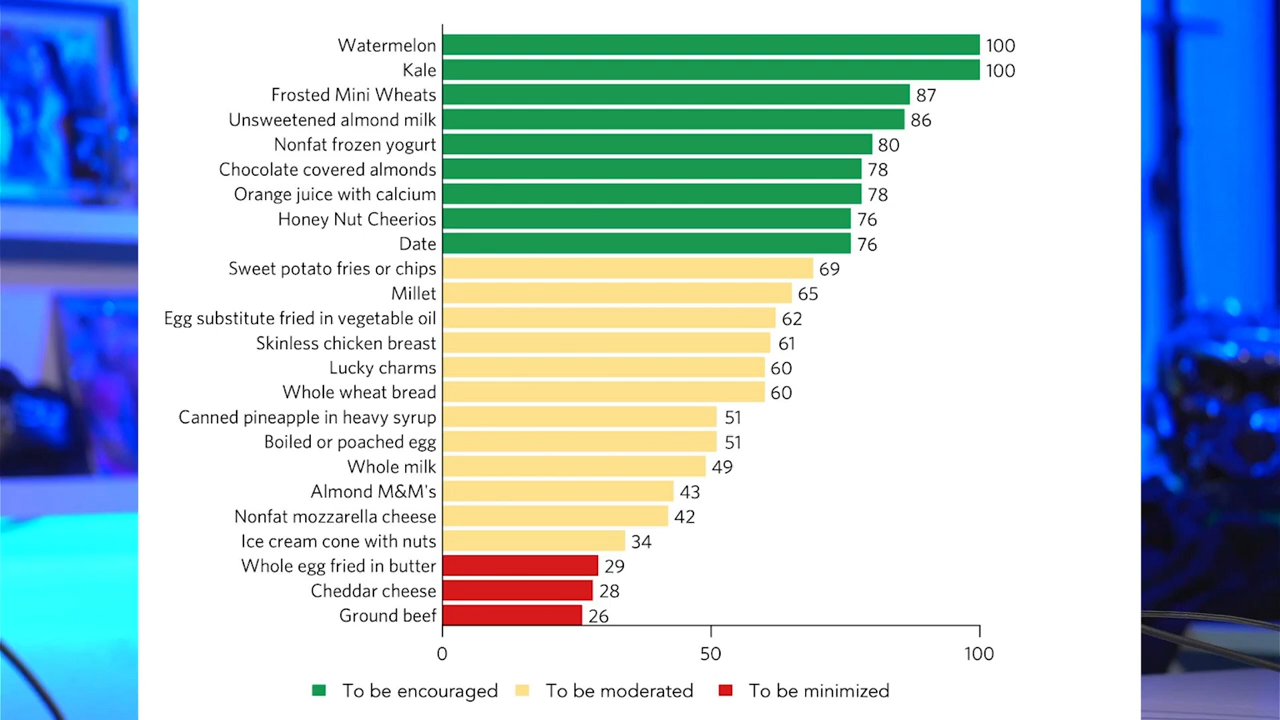 Watermelon 100
Kale 100
Frosted Mini Wheats 87
Unsweetened almond milk 86
Nonfat frozen yogurt 80
Chocolate covered almonds 78
Orange juice with calcium 78
Honey Nut Cheerios 76
Date 76
Sweet potato fries or chips 69
Millet 65
Egg substitute fried in vegetable oil 62
Skinless chicken breast 61
Lucky charms 60
Whole wheat bread 60
Canned pineapple in heavy syrup 51
Boiled or poached egg 51
Whole milk 49
Almond M&M's 43
Nonfat mozzarella cheese 42
Ice cream cone with nuts 34
Whole egg fried in butter 29
Cheddar cheese 28
Ground beef 26
0 50 100
To be encouraged To be moderated To be minimized